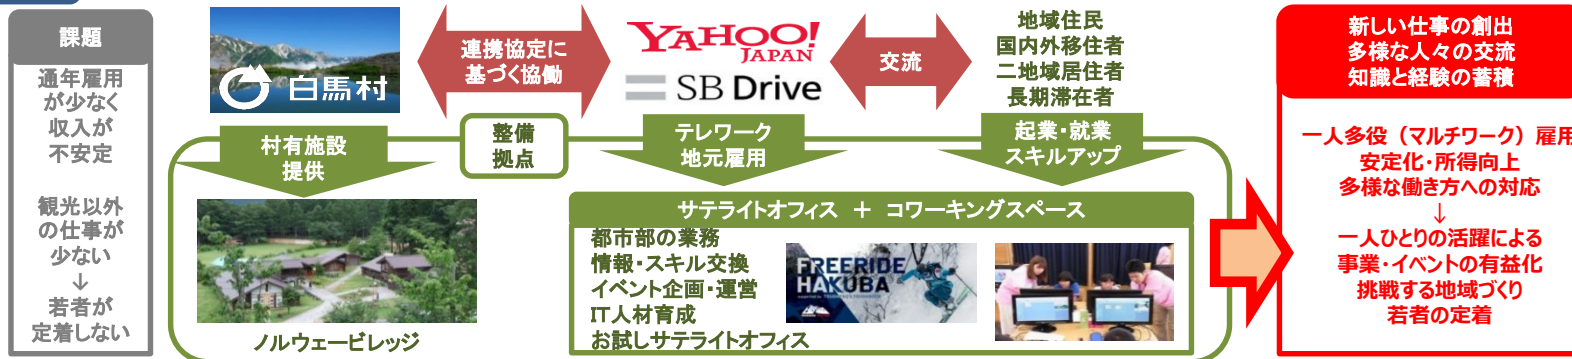 課題
通年雇用
が少なく
収入が
不安定
観光以外
の仕事が
少ない
↓
若者が
定着しない
白馬村
連携協定に
基づく協働
YAHOO!
JAPAN
SB Drive
交流
地域住民
国内外移住者
二地域居住者
長期滞在者
村有施設
提供
整備
拠点
テレワーク
地元雇用
起業・就業
スキルアップ
ノルウェービレッジ
サテライトオフィス ＋ コワーキングスペース
都市部の業務
情報・スキル交換
イベント企画・運営
IT人材育成
お試しサテライトオフィス
FREERIDE
HAKUBA
新しい仕事の創出
多様な人々の交流
知識と経験の蓄積
一人多役（マルチワーク）雇用
安定化・所得向上
多様な働き方への対応
↓
一人ひとりの活躍による
事業・イベントの有益化
挑戦する地域づくり
若者の定着